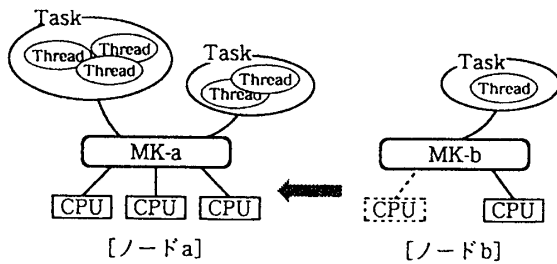 Task
Thread
Thread
Thread
Task
Thread
Thread
MK-a
CPU
CPU
CPU
[ノードa]
Task
Thread
MK-b
CPU
CPU
[ノードb]